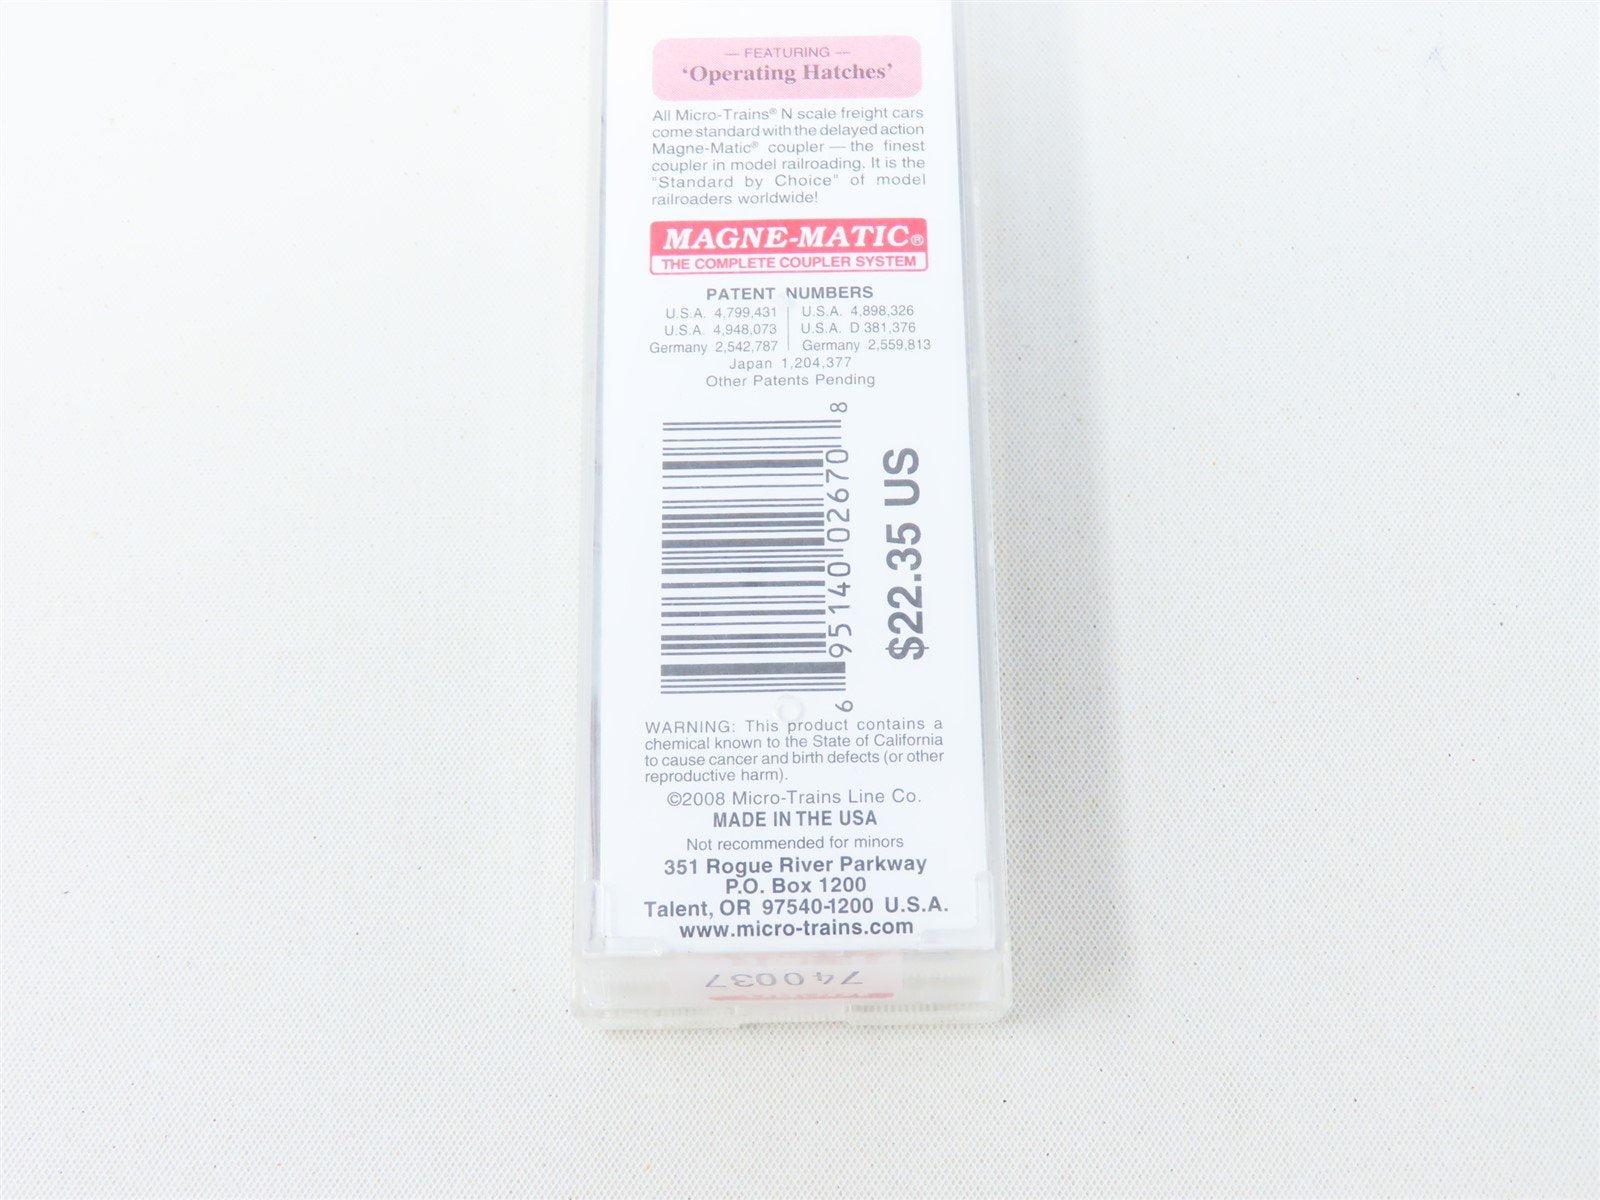 — FEATURING —
‘Operating Hatches’
All Micro-Trains® N scale freight cars
come standard with the delayed action
Magne-Matic® coupler — the finest
coupler in model railroading. It is the
"Standard by Choice" of model
railroaders worldwide!
MAGNE-MATIC®
THE COMPLETE COUPLER SYSTEM
PATENT NUMBERS
U.S.A. 4,799,431 U.S.A. 4,898,326
U.S.A. 4,948,073 U.S.A. D 381,376
Germany 2,542,787 Germany 2,559,813
Japan 1,204,377
Other Patents Pending
6 95140 02670 8
$22.35 US
WARNING: This product contains a
chemical known to the State of California
to cause cancer and birth defects (or other
reproductive harm).
©2008 Micro-Trains Line Co.
MADE IN THE USA
Not recommended for minors
351 Rogue River Parkway
P.O. Box 1200
Talent, OR 97540-1200 U.S.A.
www.micro-trains.com
740037